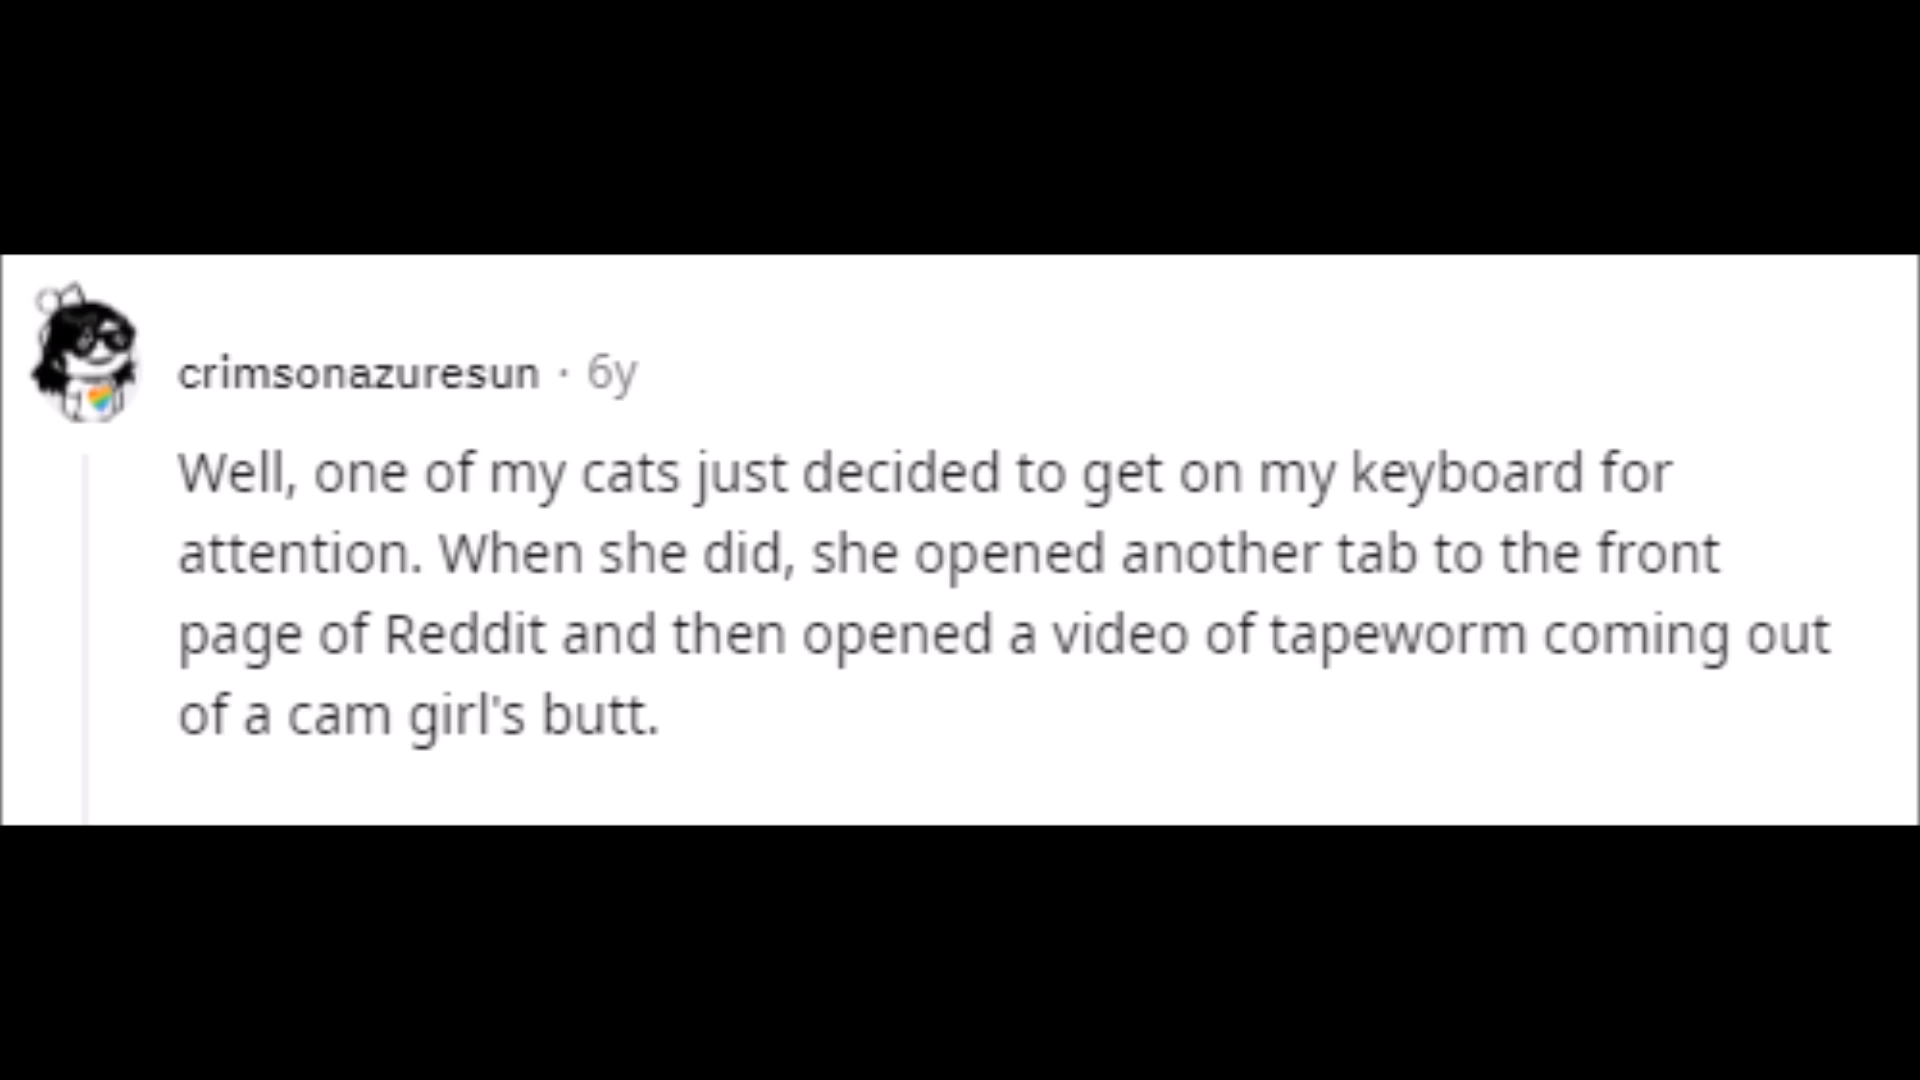 crimsonazuresun · 6y
Well, one of my cats just decided to get on my keyboard for
attention. When she did, she opened another tab to the front
page of Reddit and then opened a video of tapeworm coming out
of a cam girl's butt.